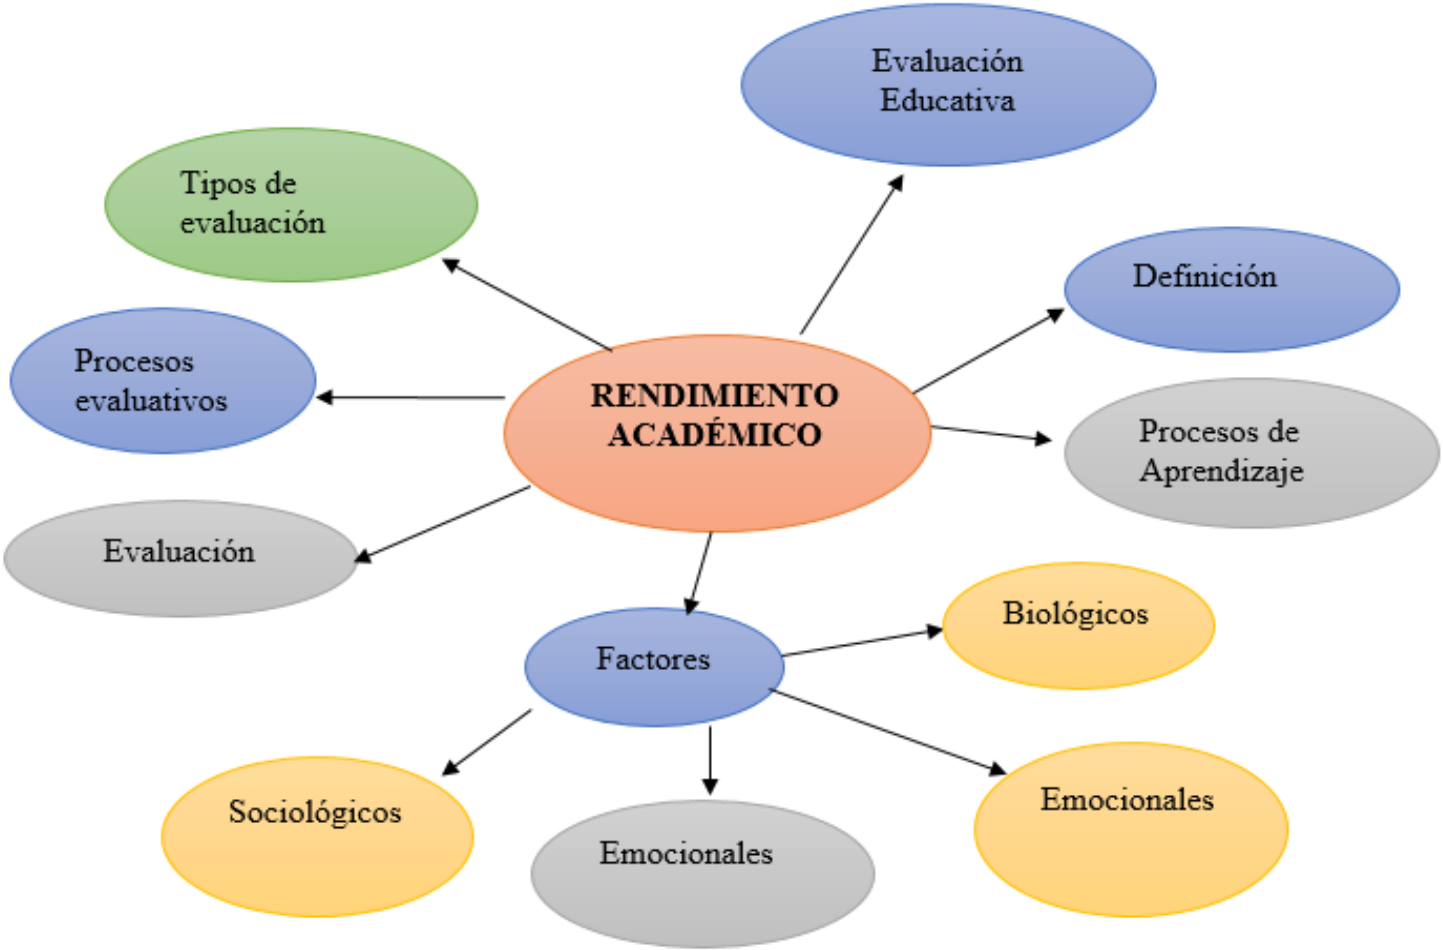 Evaluación
Educativa
Tipos de
evaluación
Definición
Procesos
evaluativos
RENDIMIENTO
ACADÉMICO
Procesos de
Aprendizaje
Evaluación
Biológicos
Factores
Sociológicos
Emocionales
Emocionales